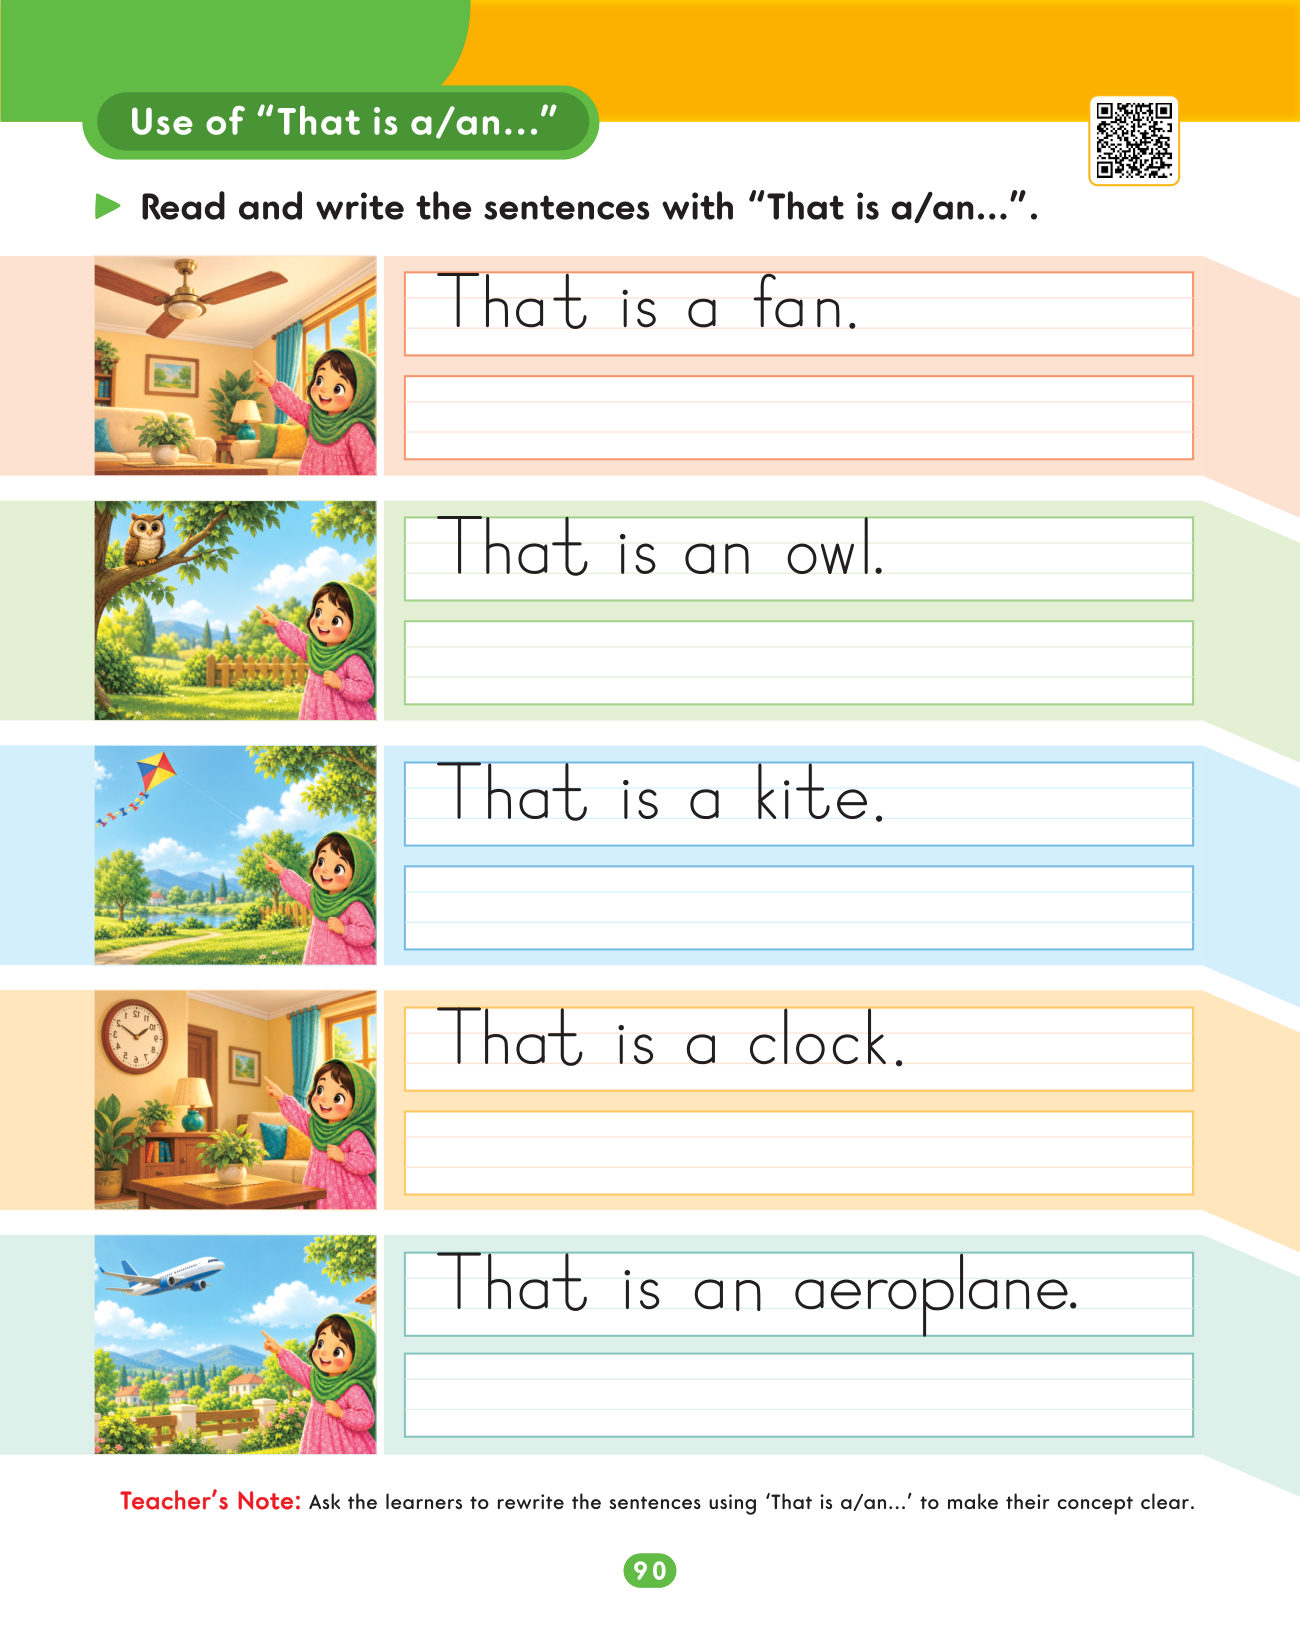 Use of “That is a/an...”
Read and write the sentences with “That is a/an...”.
That is a fan.
That is an owl.
That is a kite.
That is a clock.
That is an aeroplane.
Teacher’s Note: Ask the learners to rewrite the sentences using ‘That is a/an...’ to make their concept clear.
90